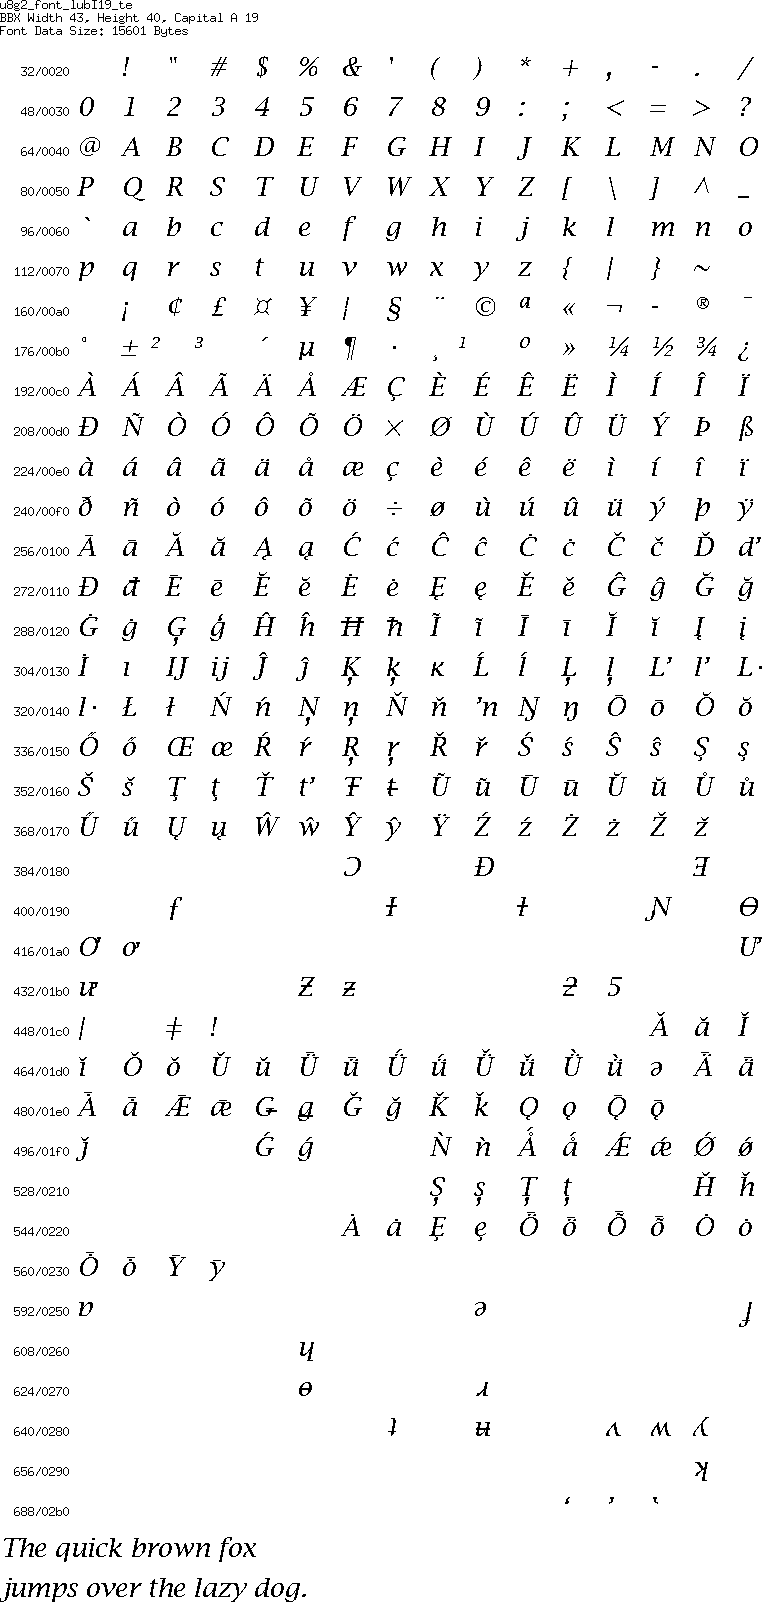 u8g2_font_lubI19_te
BBX Width 43, Height 40, Capital A 19
Font Data Size: 15601 Bytes
32/0020 ! " # $ % & ' ( ) * + , - . /
48/0030 0 1 2 3 4 5 6 7 8 9 : ; < = > ?
64/0040 @ A B C D E F G H I J K L M N O
80/0050 P Q R S T U V W X Y Z [ \ ] ^ _
96/0060 ` a b c d e f g h i j k l m n o
112/0070 p q r s t u v w x y z { | } ~
160/00a0 ¡ ¢ £ ¤ ¥ | § ¨ © ª « ¬ - ® ¯
176/00b0 ° ± ² ³ ´ µ ¶ · ¸ ¹ º » ¼ ½ ¾ ¿
192/00c0 À Á Â Ã Ä Å Æ Ç È É Ê Ë Ì Í Î Ï
208/00d0 Ð Ñ Ò Ó Ô Õ Ö × Ø Ù Ú Û Ü Ý Þ ß
224/00e0 à á â ã ä å æ ç è é ê ë ì í î ï
240/00f0 ð ñ ò ó ô õ ö ÷ ø ù ú û ü ý þ ÿ
256/0100 Ā ā Ă ă Ą ą Ć ć Ĉ ĉ Ċ ċ Č č Ď ď
272/0110 Đ đ Ē ē Ĕ ĕ Ė ė Ę ę Ě ě Ĝ ĝ Ğ ğ
288/0120 Ġ ġ Ģ ģ Ĥ ĥ Ħ ħ Ĩ ĩ Ī ī Ĭ ĭ Į į
304/0130 İ ı Ĳ ĳ Ĵ ĵ Ķ ķ ĸ Ĺ ĺ Ļ ļ Ľ ľ Ŀ
320/0140 ŀ Ł ł Ń ń Ņ ņ Ň ň ŉ Ŋ ŋ Ō ō Ŏ ŏ
336/0150 Ő ő Œ œ Ŕ ŕ Ŗ ŗ Ř ř Ś ś Ŝ ŝ Ş ş
352/0160 Š š Ţ ţ Ť ť Ŧ ŧ Ũ ũ Ū ū Ŭ ŭ Ů ů
368/0170 Ű ű Ų ų Ŵ ŵ Ŷ ŷ Ÿ Ź ź Ż ż Ž ž
384/0180 Ɔ Ɖ Ǝ
400/0190 ƒ Ɨ ƚ Ɲ Ɵ
416/01a0 Ơ ơ Ư
432/01b0 ư Ƶ ƶ ƻ Ƽ
448/01c0 ǀ ǂ ǃ Ǎ ǎ Ǐ
464/01d0 ǐ Ǒ ǒ Ǔ ǔ Ǖ ǖ Ǘ ǘ Ǚ ǚ Ǜ ǜ ǝ Ǟ ǟ
480/01e0 Ǡ ǡ Ǣ ǣ Ǥ ǥ Ǧ ǧ Ǩ ǩ Ǫ ǫ Ǭ ǭ
496/01f0 ǰ Ǵ ǵ Ǹ ǹ Ǻ ǻ Ǽ ǽ Ǿ ǿ
528/0210 Ș ș Ț ț Ȟ ȟ
544/0220 Ȧ ȧ Ȩ ȩ Ȫ ȫ Ȭ ȭ Ȯ ȯ
560/0230 Ȱ ȱ Ȳ ȳ
592/0250 ɐ ə ɟ
608/0260 ɥ
624/0270 ɵ ɹ
640/0280 ʇ ʉ ʌ ʍ ʎ
656/0290 ʞ
688/02b0 ʻ ʼ ʽ
The quick brown fox
jumps over the lazy dog.